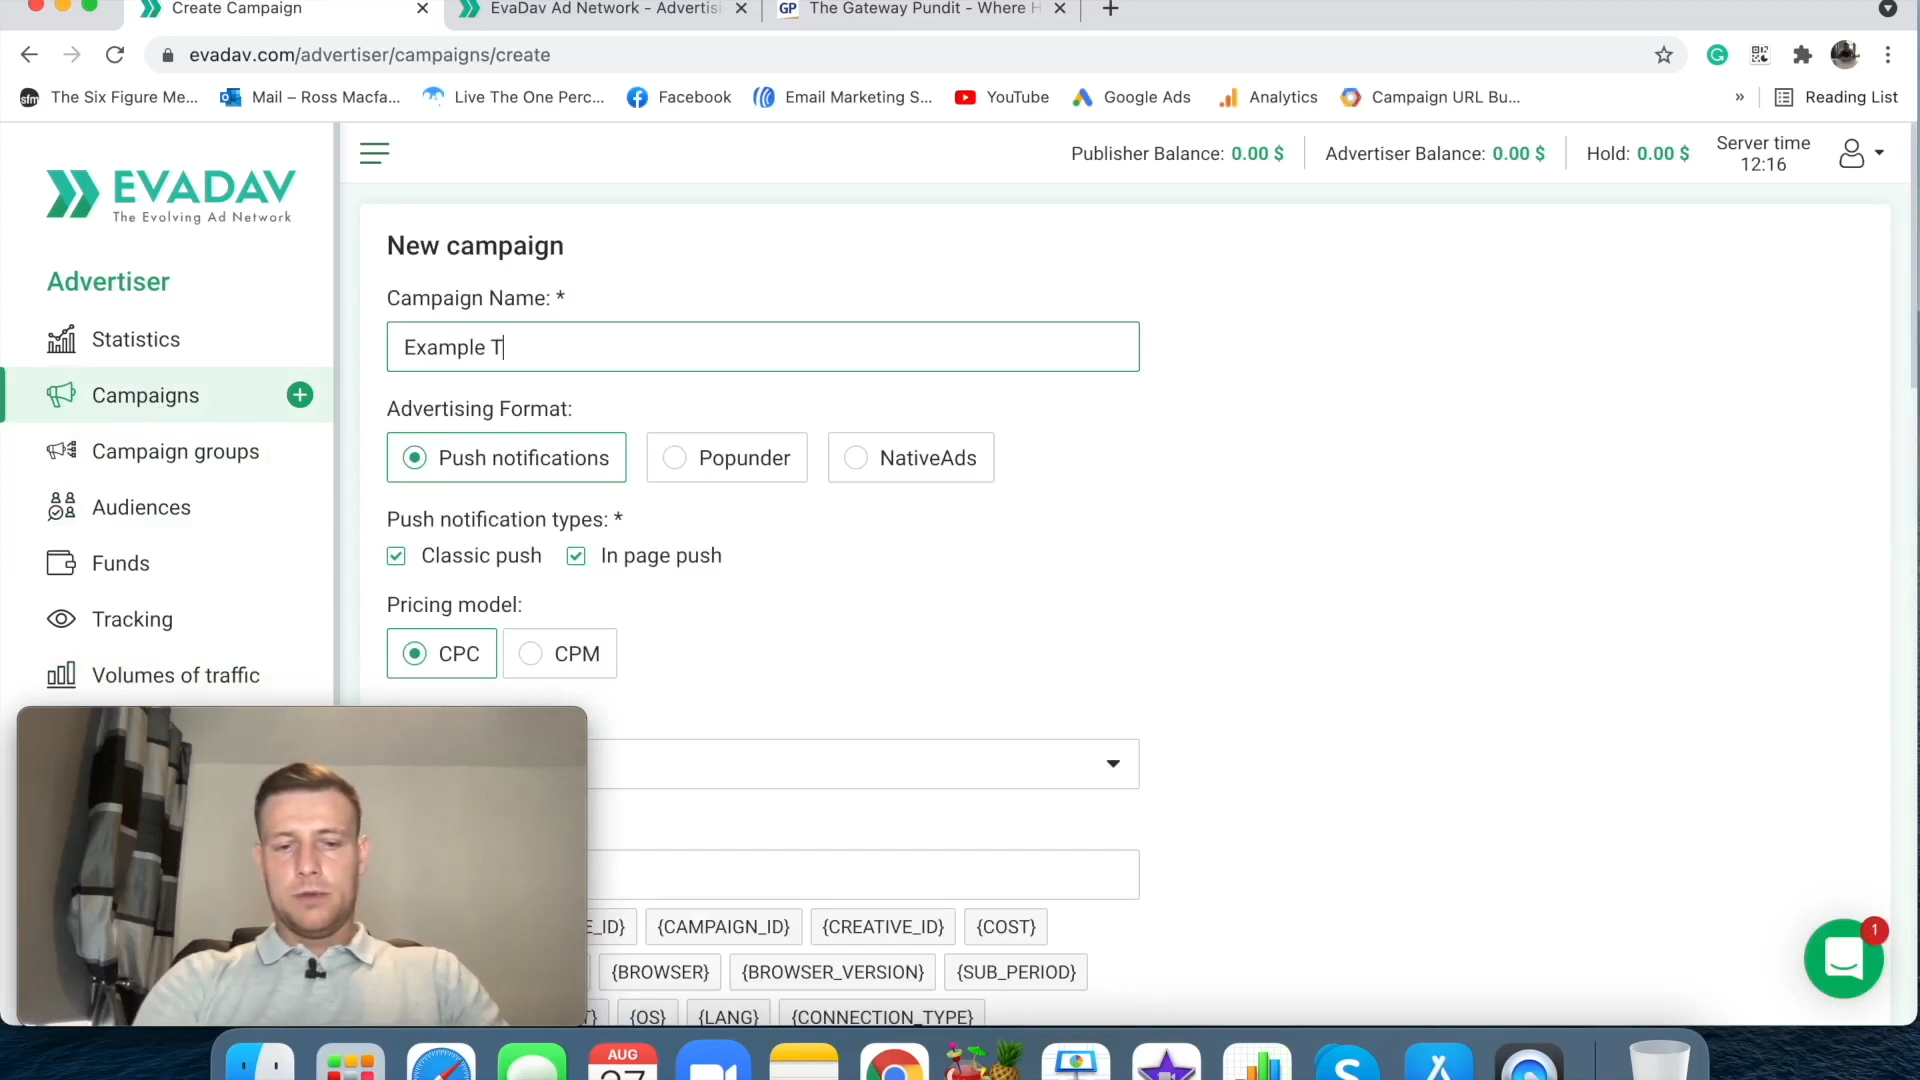 Create Campaign
EvaDav Ad Network - Advertisi
GP The Gateway Pundit - Where H
evadav.com/advertiser/campaigns/create
sfm The Six Figure Me... Mail – Ross Macfa... Live The One Perc... Facebook Email Marketing S... YouTube Google Ads Analytics Campaign URL Bu... » Reading List
EVADAV
The Evolving Ad Network
Publisher Balance: 0.00 $ Advertiser Balance: 0.00 $ Hold: 0.00 $ Server time
12:16
Advertiser
Statistics
Campaigns
Campaign groups
Audiences
Funds
Tracking
Volumes of traffic
New campaign
Campaign Name: *
Example T
Advertising Format:
Push notifications Popunder NativeAds
Push notification types: *
Classic push In page push
Pricing model:
CPC CPM
E_ID} {CAMPAIGN_ID} {CREATIVE_ID} {COST}
{BROWSER} {BROWSER_VERSION} {SUB_PERIOD}
{OS} {LANG} {CONNECTION_TYPE}
1
AUG
27